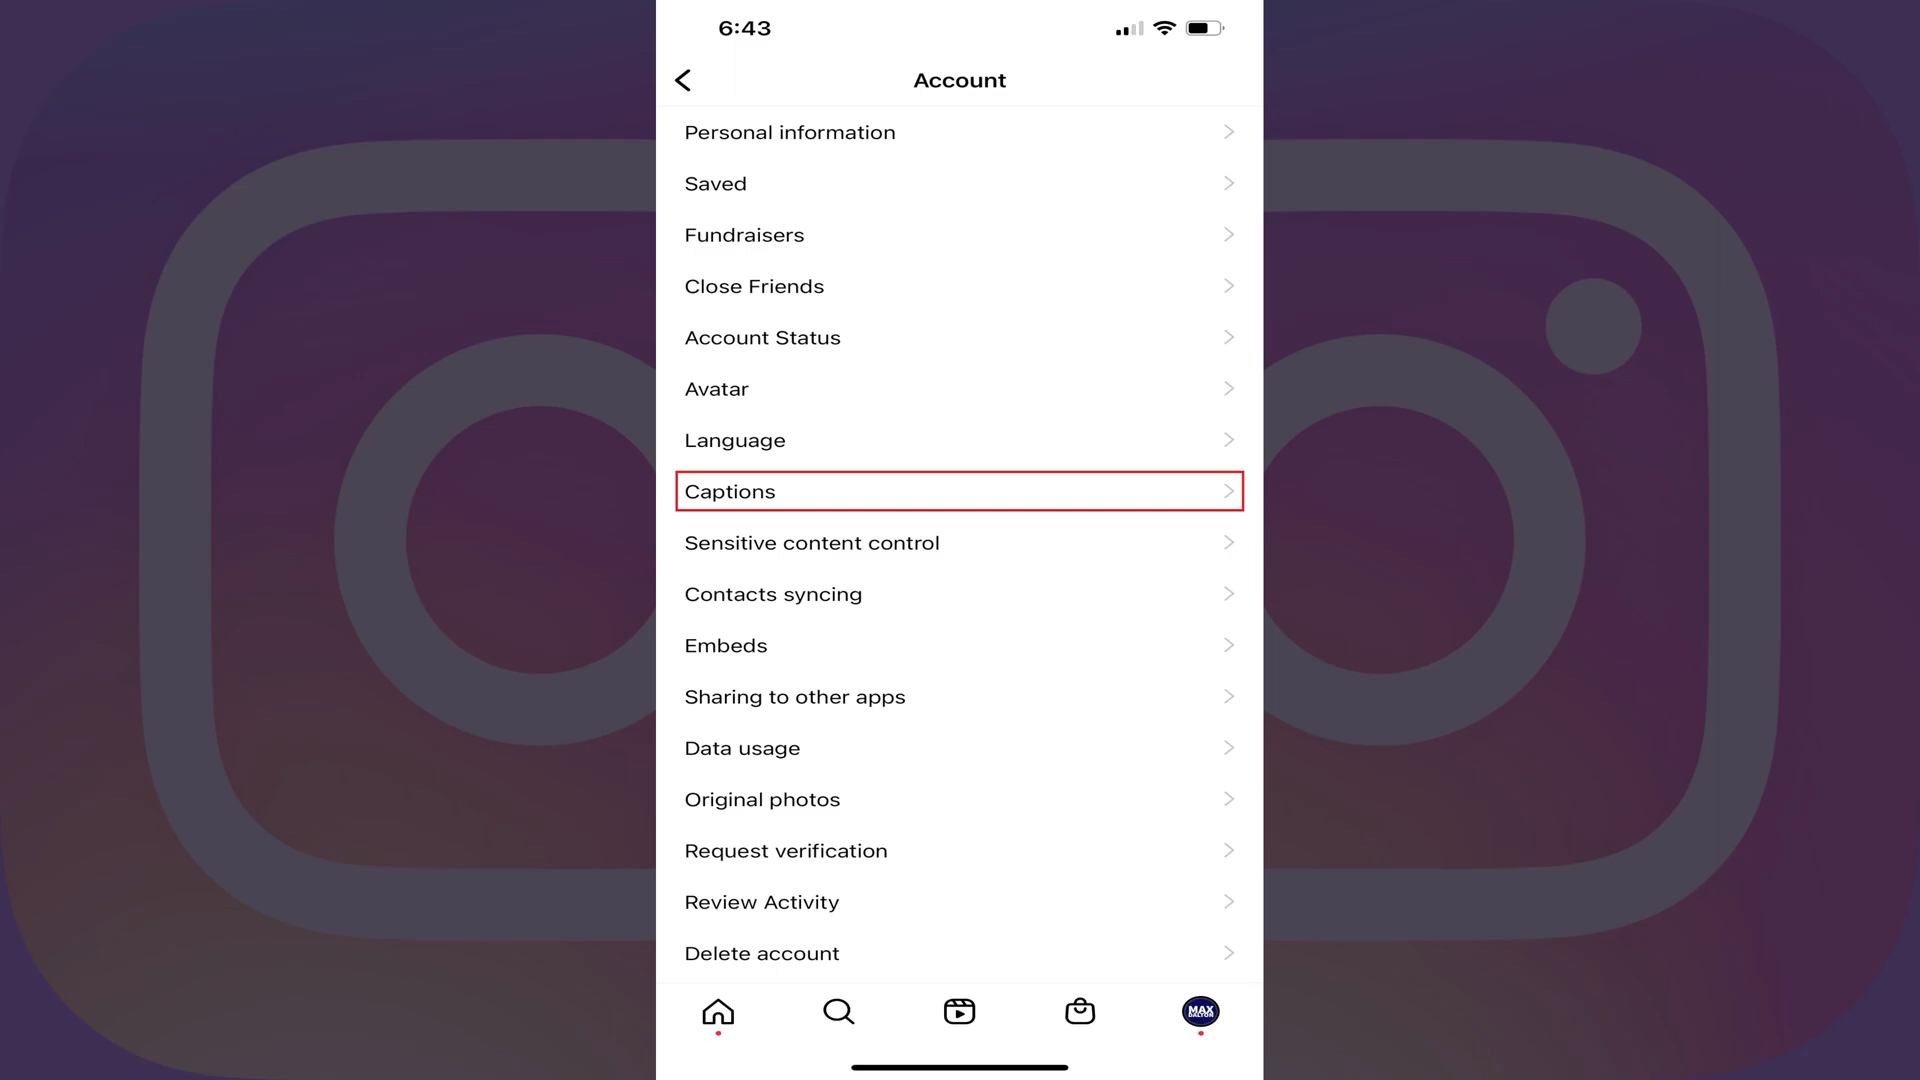 6:43
Account
Personal information
Saved
Fundraisers
Close Friends
Account Status
Avatar
Language
Captions
Sensitive content control
Contacts syncing
Embeds
Sharing to other apps
Data usage
Original photos
Request verification
Review Activity
Delete account
MAX
DALTON